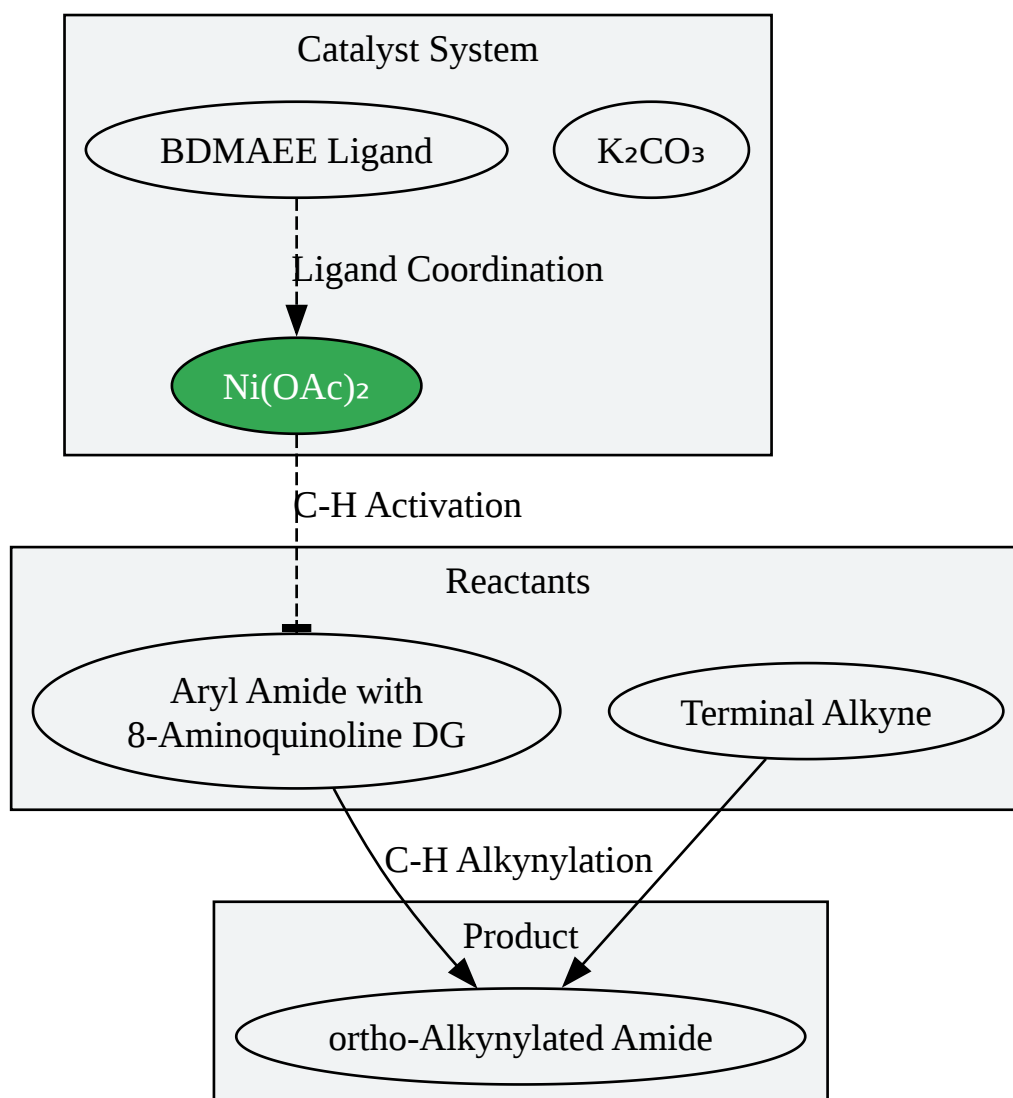 Catalyst System
BDMAEE Ligand
K₂CO₃
Ligand Coordination
Ni(OAc)₂
C-H Activation
Reactants
Aryl Amide with
8-Aminoquinoline DG
Terminal Alkyne
C-H Alkynylation
Product
ortho-Alkynylated Amide